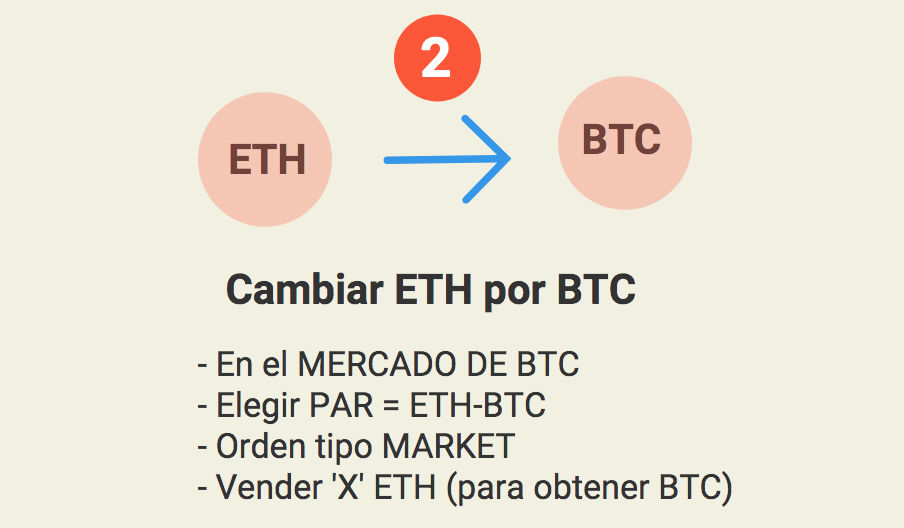 2
ETH
BTC
Cambiar ETH por BTC
- En el MERCADO DE BTC
- Elegir PAR = ETH-BTC
- Orden tipo MARKET
- Vender 'X' ETH (para obtener BTC)